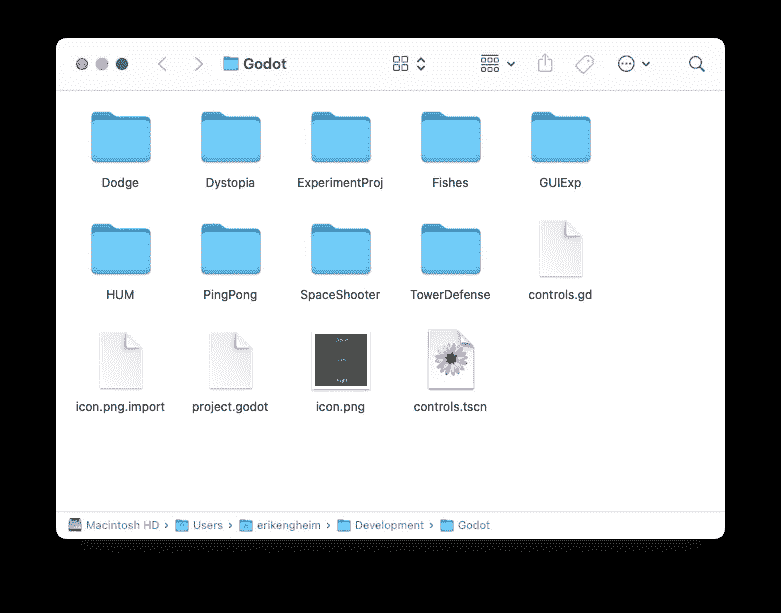 Godot
Dodge Dystopia ExperimentProj Fishes GUIExp
HUM PingPong SpaceShooter TowerDefense controls.gd
icon.png.import project.godot icon.png controls.tscn
Macintosh HD › Users › erikengheim › Development › Godot